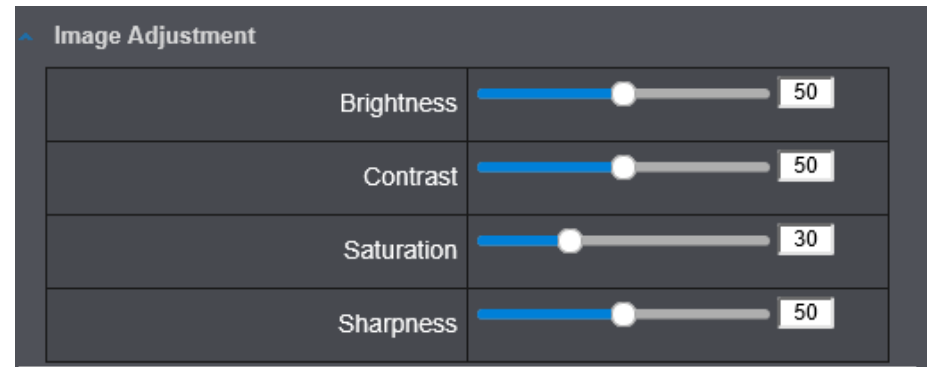 Image Adjustment
Brightness 50
Contrast 50
Saturation 30
Sharpness 50